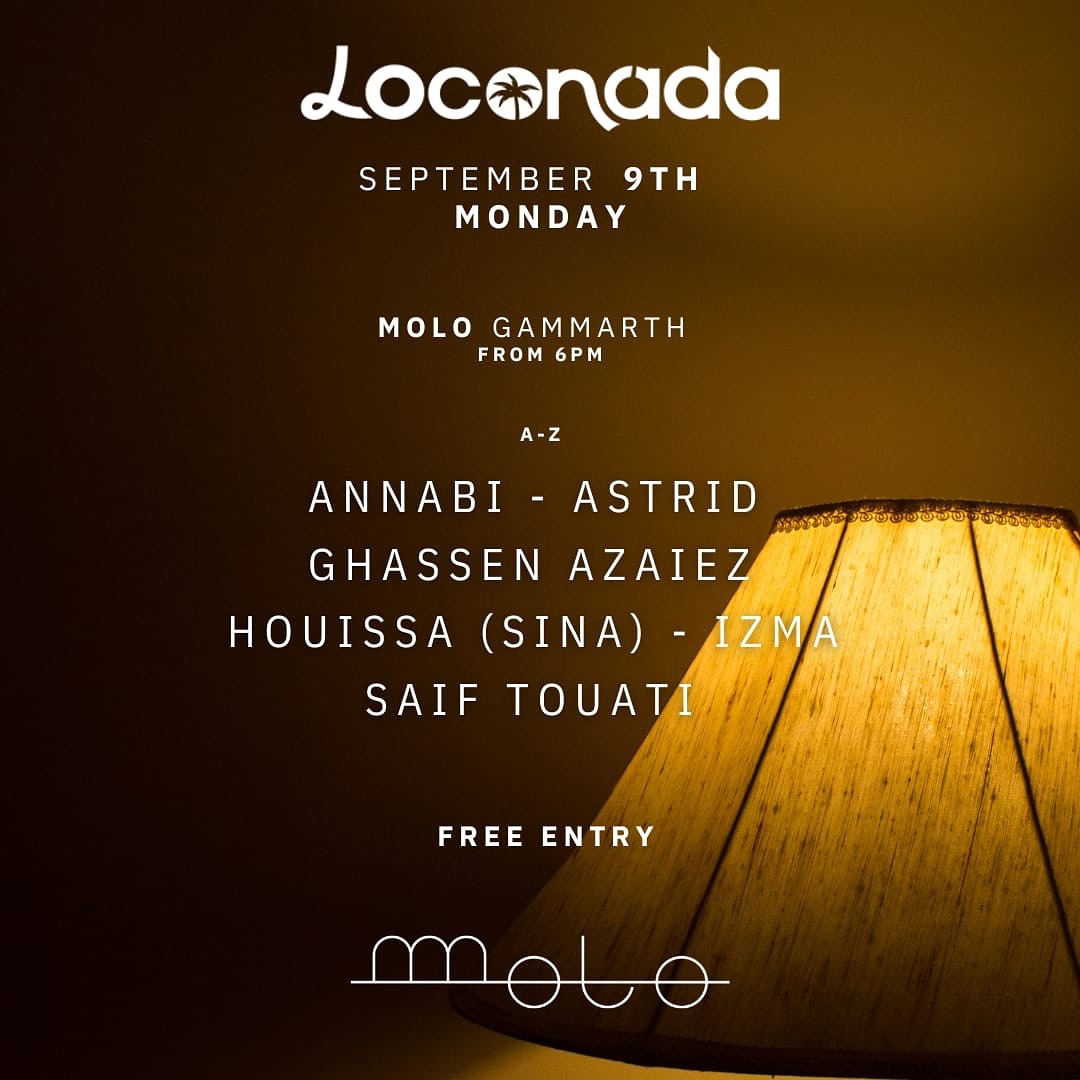 Loconada
SEPTEMBER 9TH
MONDAY
MOLO GAMMARTH
FROM 6PM
A-Z
ANNABI - ASTRID
GHASSEN AZAIEZ
HOUISSA (SINA) - IZMA
SAIF TOUATI
FREE ENTRY
molo